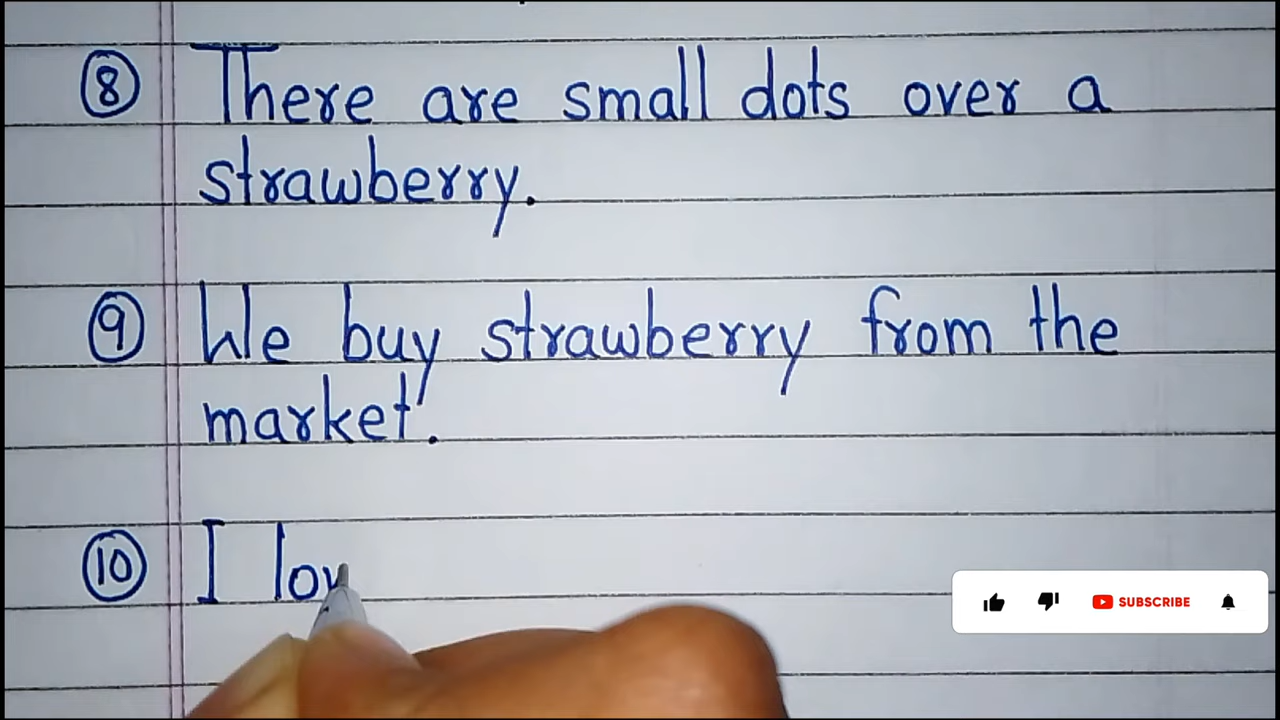 8 There are small dots over a
strawberry.
9 We buy strawberry from the
market.
10 I lov
SUBSCRIBE